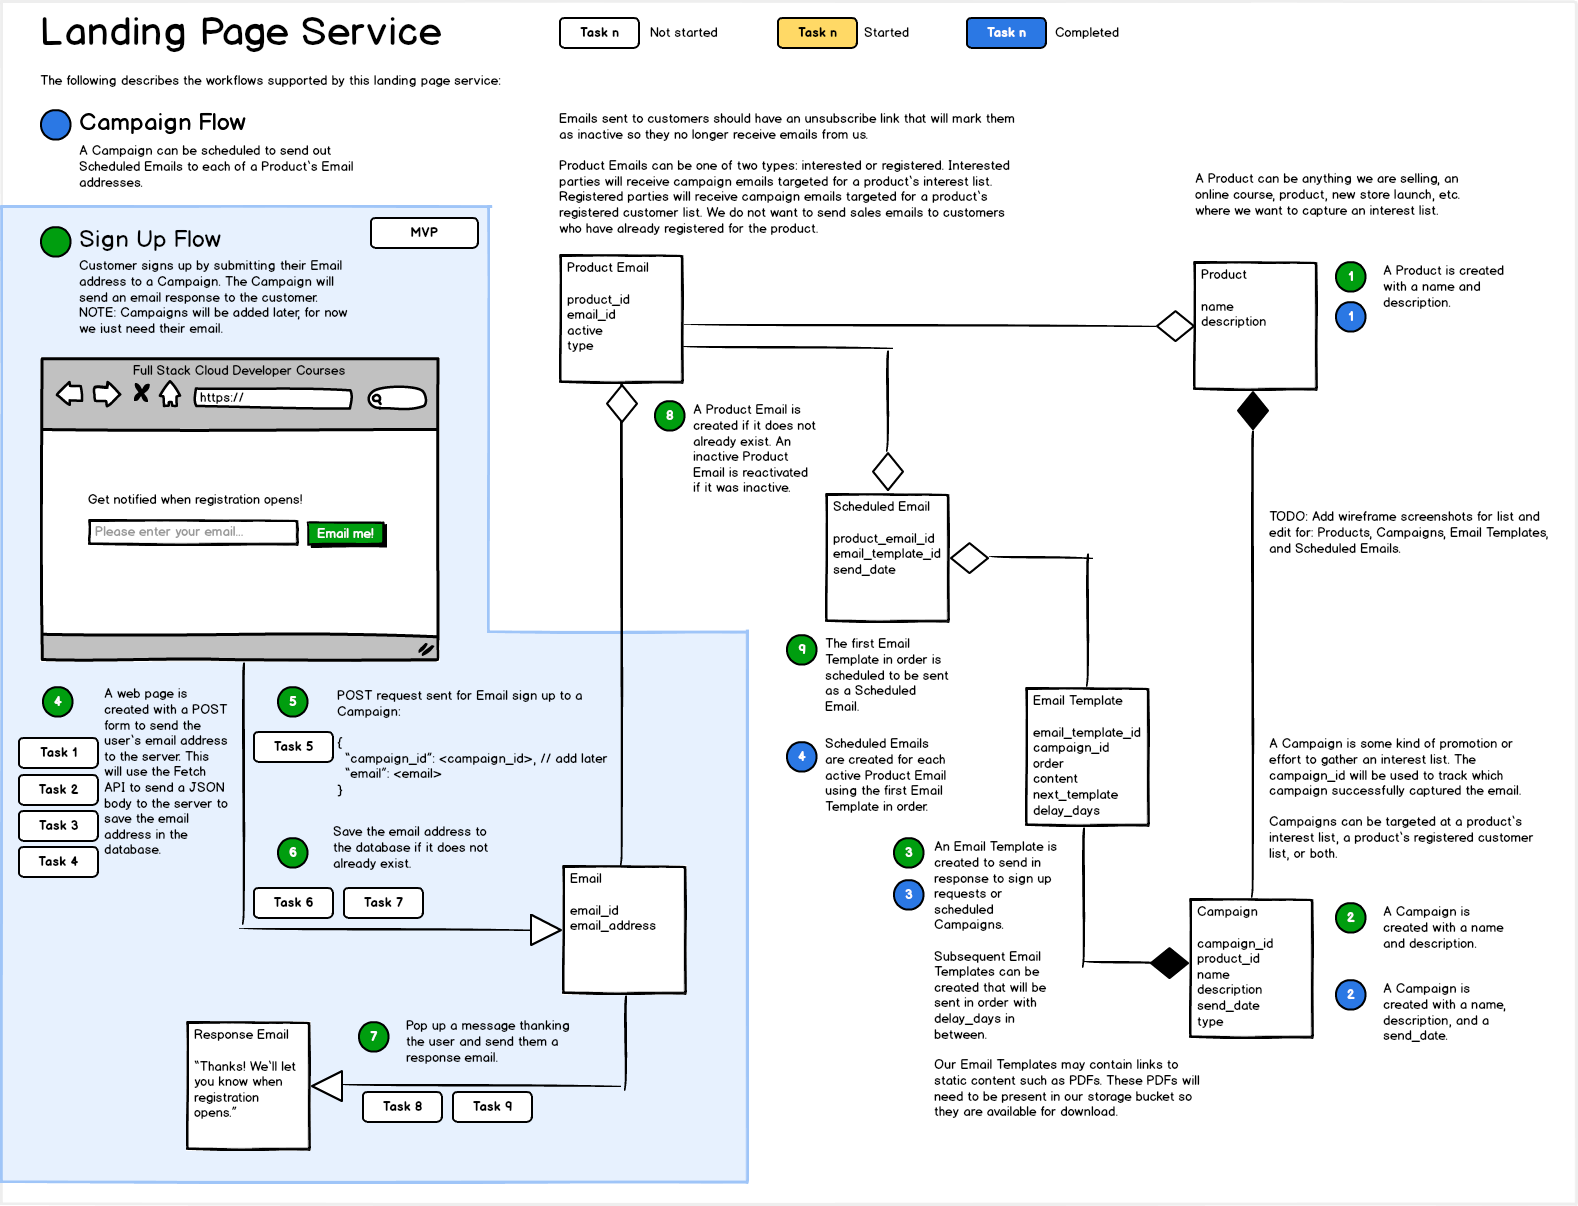 Landing Page Service
Task n
Not started
Task n
Started
Task n
Completed
The following describes the workflows supported by this landing page service:
Campaign Flow
A Campaign can be scheduled to send out
Scheduled Emails to each of a Product`s Email
addresses.
Emails sent to customers should have an unsubscribe link that will mark them
as inactive so they no longer receive emails from us.
Product Emails can be one of two types: interested or registered. Interested
parties will receive campaign emails targeted for a product`s interest list.
Registered parties will receive campaign emails targeted for a product`s
registered customer list. We do not want to send sales emails to customers
who have already registered for the product.
A Product can be anything we are selling, an
online course, product, new store launch, etc.
where we want to capture an interest list.
Sign Up Flow
MVP
Customer signs up by submitting their Email
address to a Campaign. The Campaign will
send an email response to the customer.
NOTE: Campaigns will be added later, for now
we just need their email.
Product Email
product_id
email_id
active
type
Product
name
description
1
1
A Product is created
with a name and
description.
Full Stack Cloud Developer Courses
https://
Get notified when registration opens!
Please enter your email...
Email me!
8
A Product Email is
created if it does not
already exist. An
inactive Product
Email is reactivated
if it was inactive.
Scheduled Email
product_email_id
email_template_id
send_date
TODO: Add wireframe screenshots for list and
edit for: Products, Campaigns, Email Templates,
and Scheduled Emails.
9
The first Email
Template in order is
scheduled to be sent
as a Scheduled
Email.
4
Scheduled Emails
are created for each
active Product Email
using the first Email
Template in order.
Email Template
email_template_id
campaign_id
order
content
next_template
delay_days
A Campaign is some kind of promotion or
effort to gather an interest list. The
campaign_id will be used to track which
campaign successfully captured the email.
Campaigns can be targeted at a product`s
interest list, a product`s registered customer
list, or both.
4
A web page is
created with a POST
form to send the
user`s email address
to the server. This
will use the Fetch
API to send a JSON
body to the server to
save the email
address in the
database.
Task 1
Task 2
Task 3
Task 4
5
POST request sent for Email sign up to a
Campaign:
Task 5
{
"campaign_id": <campaign_id>, // add later
"email": <email>
}
6
Save the email address to
the database if it does not
already exist.
Task 6
Task 7
Email
email_id
email_address
3
3
An Email Template is
created to send in
response to sign up
requests or
scheduled
Campaigns.
Subsequent Email
Templates can be
created that will be
sent in order with
delay_days in
between.
Our Email Templates may contain links to
static content such as PDFs. These PDFs will
need to be present in our storage bucket so
they are available for download.
Campaign
campaign_id
product_id
name
description
send_date
type
2
A Campaign is
created with a name
and description.
2
A Campaign is
created with a name,
description, and a
send_date.
Response Email
"Thanks! We`ll let
you know when
registration
opens."
7
Pop up a message thanking
the user and send them a
response email.
Task 8
Task 9